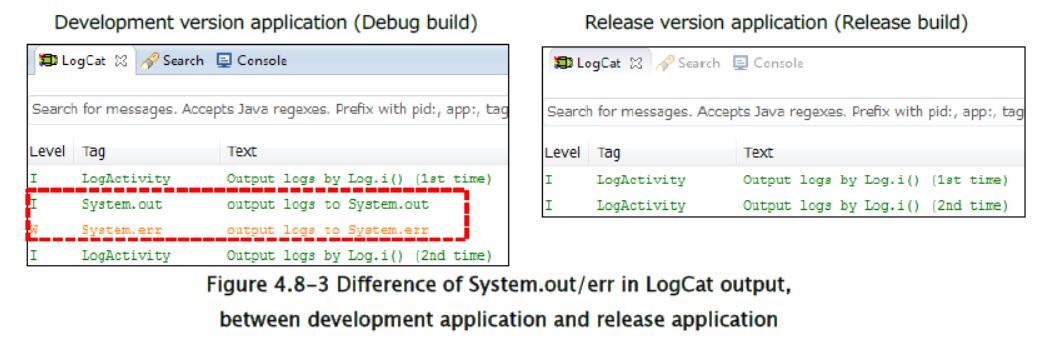 Development version application (Debug build)
LogCat Search Console
Search for messages. Accepts Java regexes. Prefix with pid:, app:, tag
Level Tag Text
I LogActivity Output logs by Log.i() (1st time)
I System.out output logs to System.out
W System.err output logs to System.err
I LogActivity Output logs by Log.i() (2nd time)
Release version application (Release build)
LogCat Search Console
Search for messages. Accepts Java regexes. Prefix with pid:, app:, tag
Level Tag Text
I LogActivity Output logs by Log.i() (1st time)
I LogActivity Output logs by Log.i() (2nd time)
Figure 4.8-3 Difference of System.out/err in LogCat output,
between development application and release application